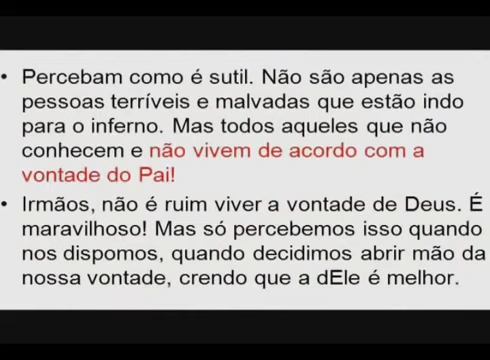 • Percebam como é sutil. Não são apenas as
pessoas terríveis e malvadas que estão indo
para o inferno. Mas todos aqueles que não
conhecem e não vivem de acordo com a
vontade do Pai!
• Irmãos, não é ruim viver a vontade de Deus. É
maravilhoso! Mas só percebemos isso quando
nos dispomos, quando decidimos abrir mão da
nossa vontade, crendo que a dEle é melhor.